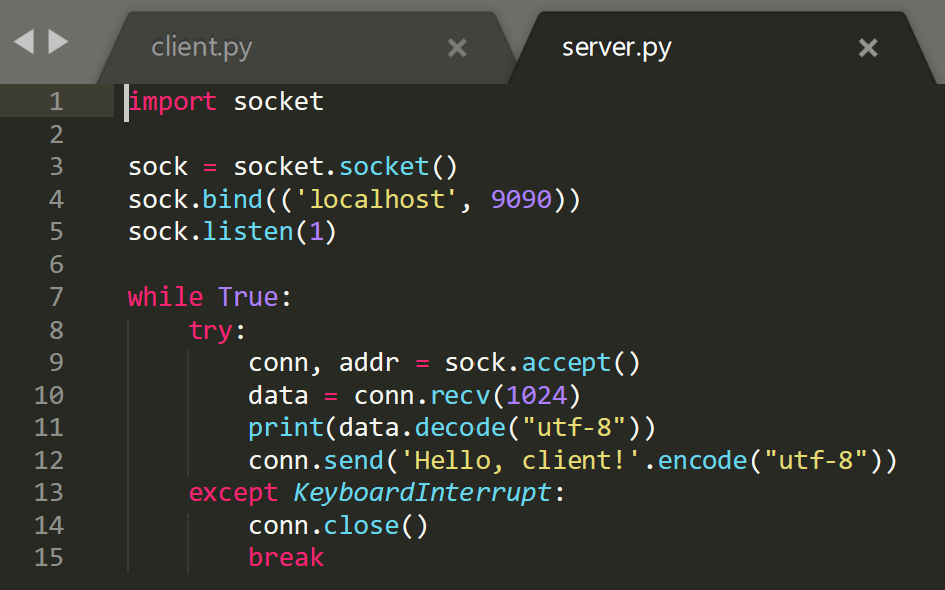 client.py × server.py ×
1 import socket
2
3 sock = socket.socket()
4 sock.bind(('localhost', 9090))
5 sock.listen(1)
6
7 while True:
8     try:
9         conn, addr = sock.accept()
10         data = conn.recv(1024)
11         print(data.decode("utf-8"))
12         conn.send('Hello, client!'.encode("utf-8"))
13     except KeyboardInterrupt:
14         conn.close()
15         break